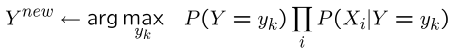 Y^{new} ← arg max_{y_k} P(Y = y_k) ∏_i P(X_i|Y = y_k)